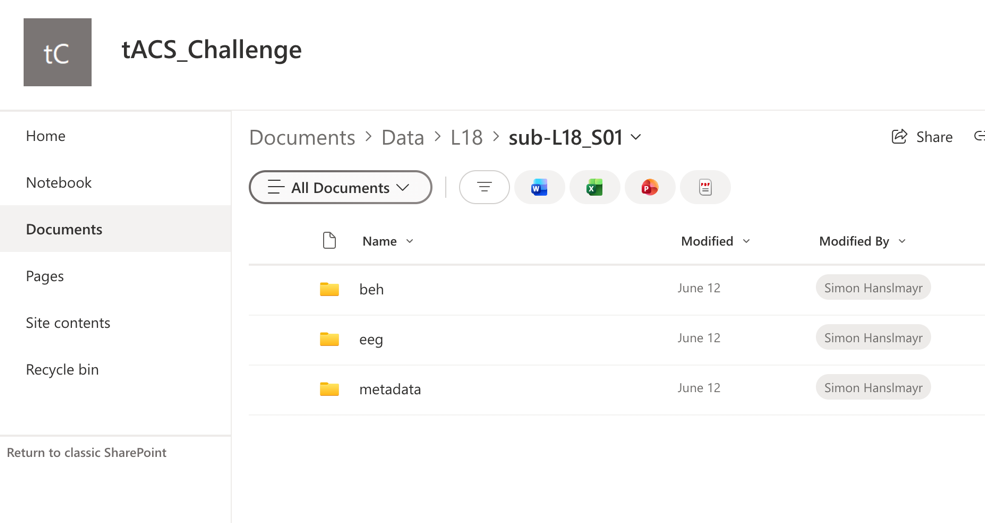 tC
tACS_Challenge
Home
Notebook
Documents
Pages
Site contents
Recycle bin
Return to classic SharePoint
Documents > Data > L18 > sub-L18_S01
Share
All Documents
Name
Modified
Modified By
beh
June 12
Simon Hanslmayr
eeg
June 12
Simon Hanslmayr
metadata
June 12
Simon Hanslmayr